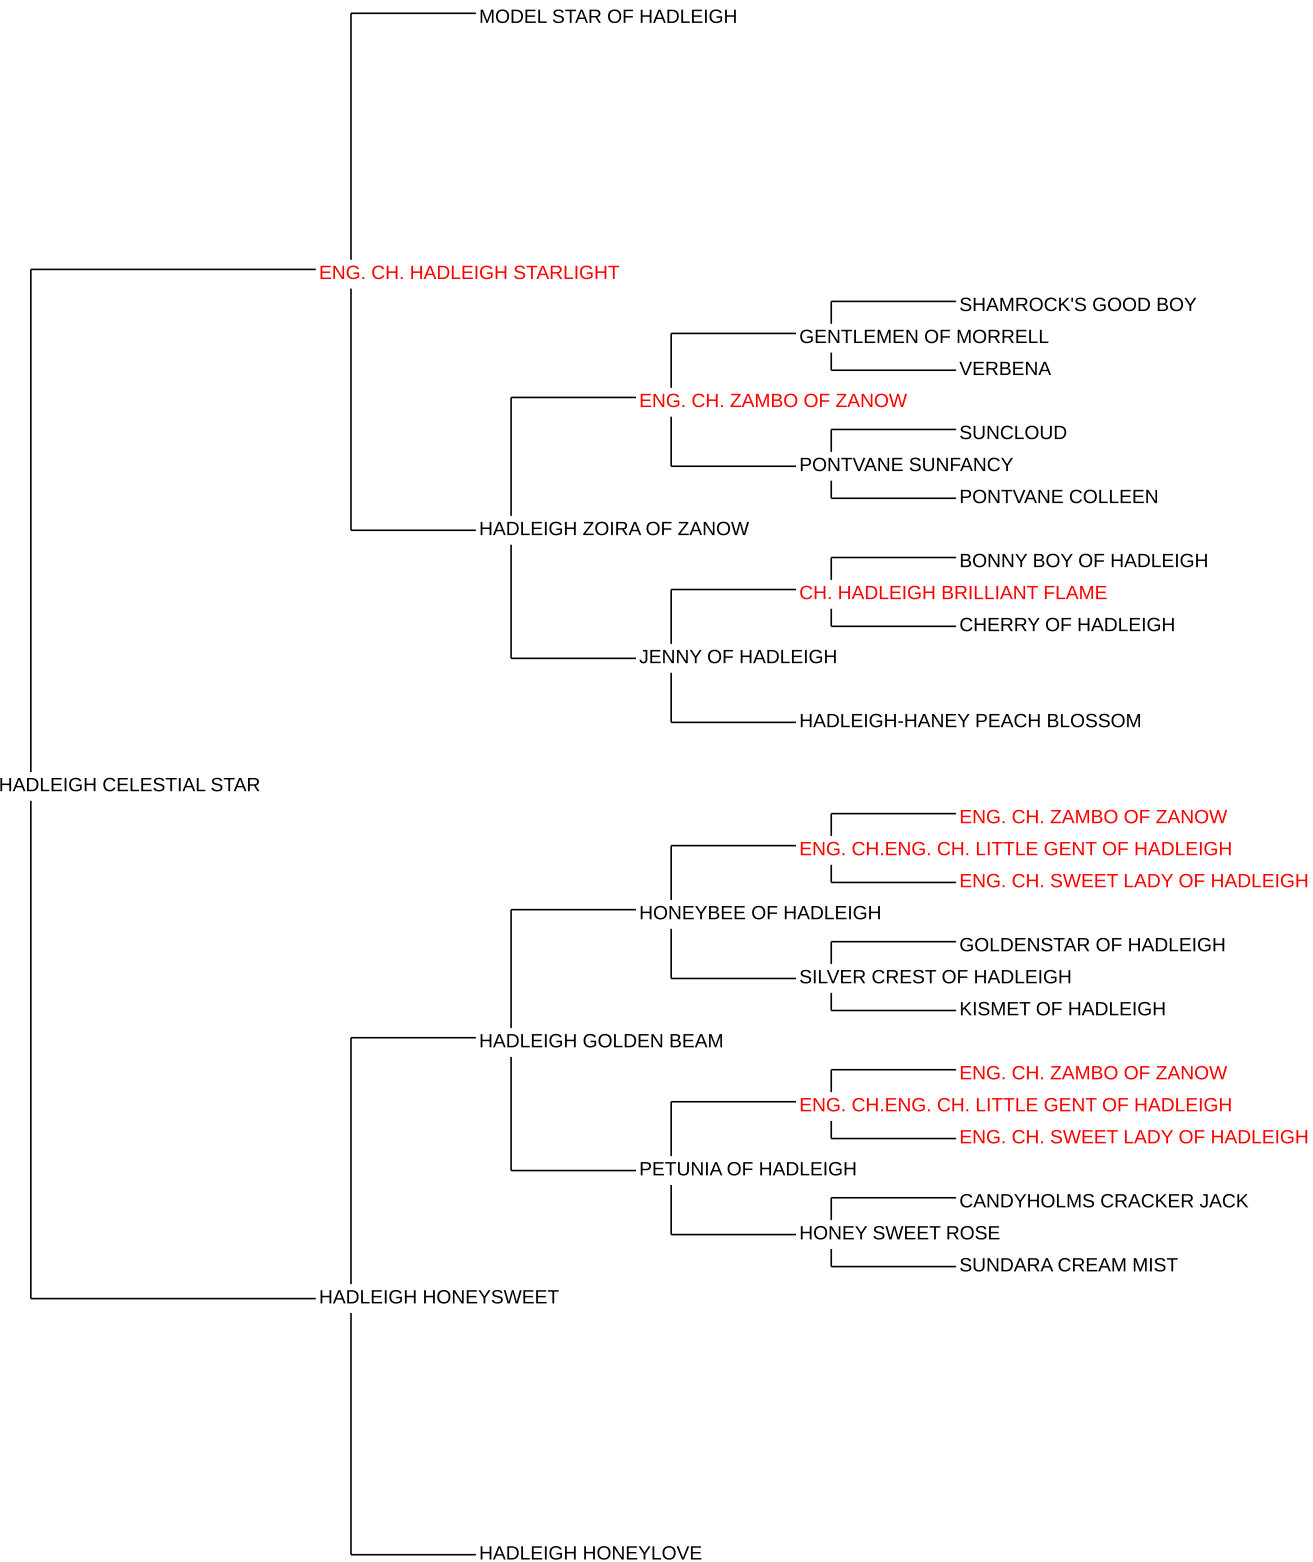 MODEL STAR OF HADLEIGH
ENG. CH. HADLEIGH STARLIGHT
SHAMROCK'S GOOD BOY
GENTLEMEN OF MORRELL
VERBENA
ENG. CH. ZAMBO OF ZANOW
SUNCLOUD
PONTVANE SUNFANCY
PONTVANE COLLEEN
HADLEIGH ZOIRA OF ZANOW
BONNY BOY OF HADLEIGH
CH. HADLEIGH BRILLIANT FLAME
CHERRY OF HADLEIGH
JENNY OF HADLEIGH
HADLEIGH-HANEY PEACH BLOSSOM
HADLEIGH CELESTIAL STAR
ENG. CH. ZAMBO OF ZANOW
ENG. CH.ENG. CH. LITTLE GENT OF HADLEIGH
ENG. CH. SWEET LADY OF HADLEIGH
HONEYBEE OF HADLEIGH
GOLDENSTAR OF HADLEIGH
SILVER CREST OF HADLEIGH
KISMET OF HADLEIGH
HADLEIGH GOLDEN BEAM
ENG. CH. ZAMBO OF ZANOW
ENG. CH.ENG. CH. LITTLE GENT OF HADLEIGH
ENG. CH. SWEET LADY OF HADLEIGH
PETUNIA OF HADLEIGH
CANDYHOLMS CRACKER JACK
HONEY SWEET ROSE
SUNDARA CREAM MIST
HADLEIGH HONEYSWEET
HADLEIGH HONEYLOVE